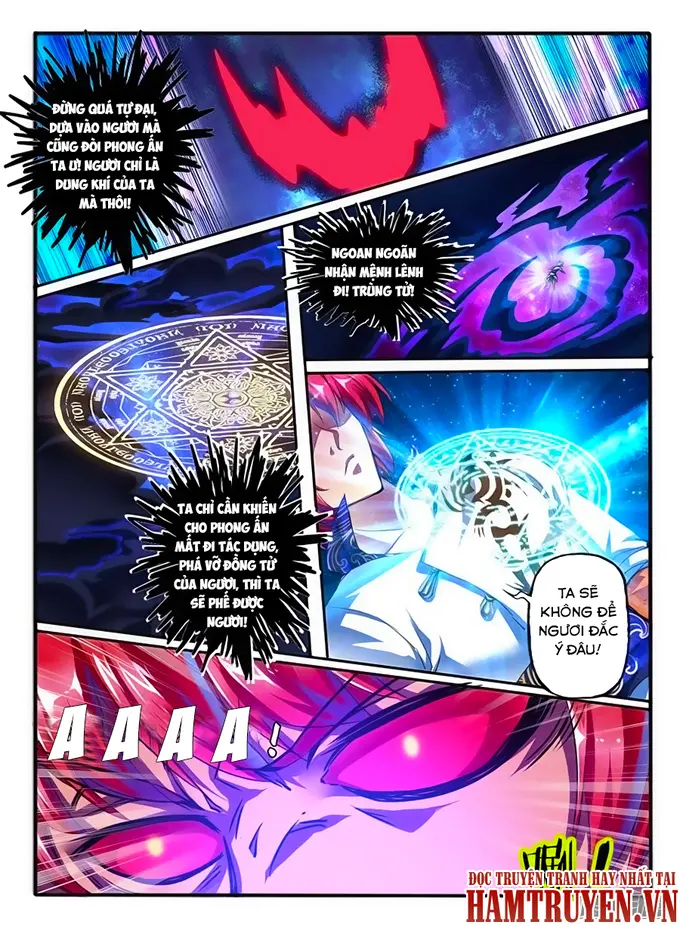 ĐỪNG QUÁ TỰ ĐẠI,
DỰA VÀO NGƯƠI MÀ
CŨNG ĐÒI PHONG ẤN
TA Ư! NGƯƠI CHỈ LÀ
DUNG KHÍ CỦA TA
MÀ THÔI!
NGOAN NGOÃN
NHẬN MỆNH LÊNH
ĐI! TRÙNG TỬ!
TA CHỈ CẦN KHIẾN
CHO PHONG ẤN
MẤT ĐI TÁC DỤNG,
PHÁ VỠ ĐỒNG TỬ
CỦA NGƯƠI, THÌ TA
SẼ PHẾ ĐƯỢC
NGƯƠI!
TA SẼ
KHÔNG ĐỂ
NGƯƠI ĐẮC
Ý ĐÂU!
AAAA!
ĐỌC TRUYỆN TRANH HAY NHẤT TẠI
HAMTRUYEN.VN